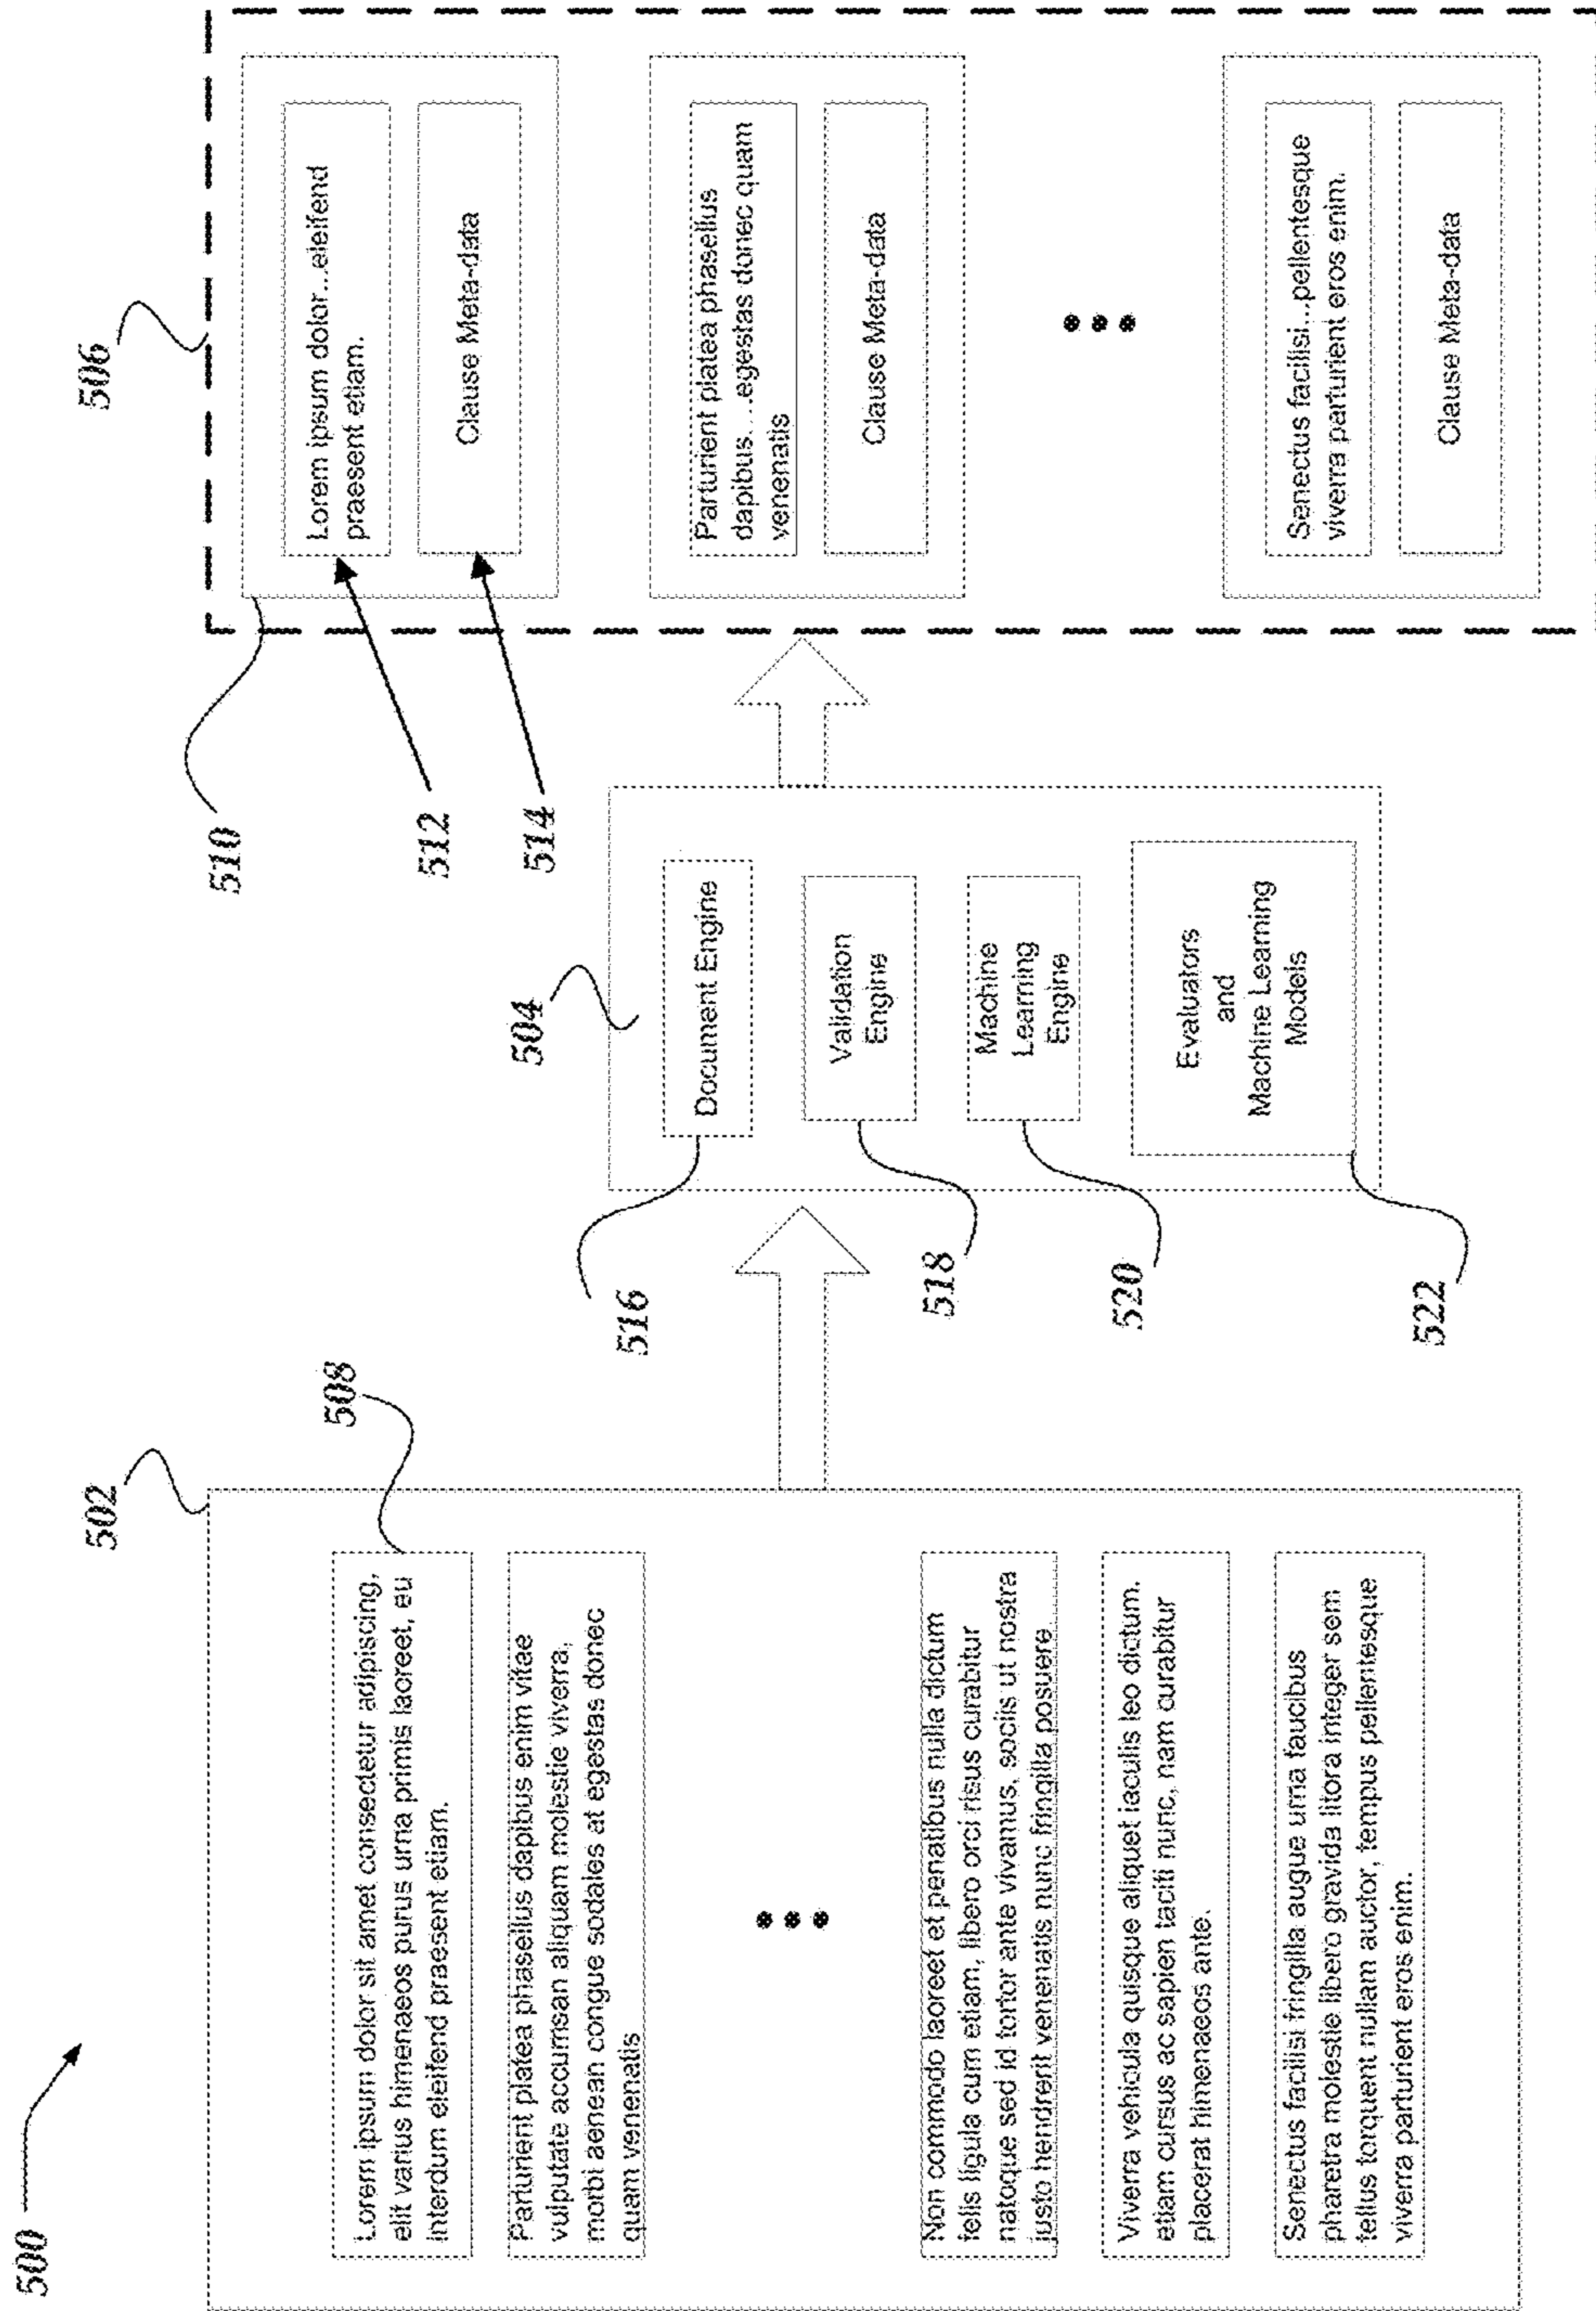 500
502
508
Lorem ipsum dolor sit amet consectetur adipiscing,
elit varius himenaeos purus urna primis laoreet, eu
interdum eleifend praesent etiam.
Parturient platea phasellus dapibus enim vitae
vulputate accumsan aliquam molestie viverra,
morbi aenean congue sodales at egestas donec
quam venenatis
Non commodo laoreet et penatibus nulla dictum
felis ligula cum etiam, libero orci risus curabitur
natoque sed id tortor ante vivamus, sociis ut nostra
justo hendrerit venenatis nunc fringilla posuere
Viverra vehicula quisque aliquet iaculis leo dictum.
etiam cursus ac sapien taciti nunc, nam curabitur
placerat himenaeos ante.
Senectus facilisi fringilla augue urna faucibus
pharetra molestie libero gravida litora integer sem
tellus torquent nullam auctor, tempus pellentesque
viverra parturient eros enim.
504
Document Engine
516
Validation
Engine
518
Machine
Learning
Engine
520
Evaluators
and
Machine Learning
Models
522
506
510
Lorem ipsum dolor...eleifend
praesent etiam.
512
Clause Meta-data
514
Parturient platea phasellus
dapibus....egestas donec quam
venenatis
Clause Meta-data
Senectus facilisi...pellentesque
viverra parturient eros enim.
Clause Meta-data